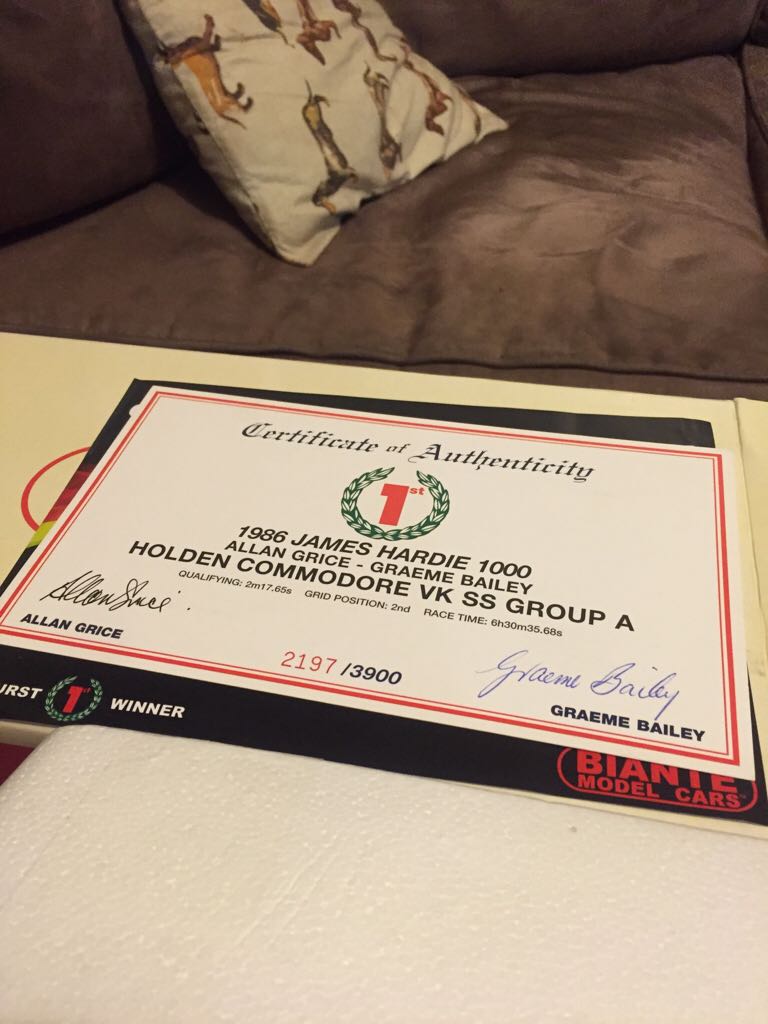 Certificate of Authenticity
1st
1986 JAMES HARDIE 1000
ALLAN GRICE - GRAEME BAILEY
HOLDEN COMMODORE VK SS GROUP A
QUALIFYING: 2m17.65s GRID POSITION: 2nd RACE TIME: 6h30m35.68s
Allan Grice
ALLAN GRICE
2197/3900
Graeme Bailey
GRAEME BAILEY
URST 1st WINNER
BIANTE
MODEL CARS™